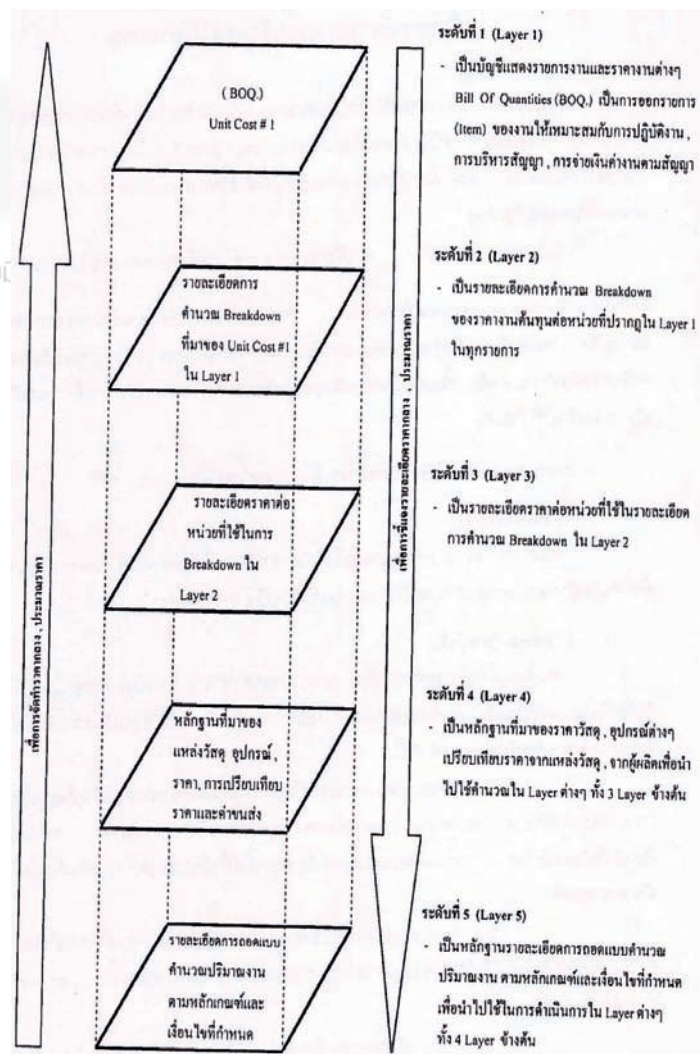 ระดับที่ 1 (Layer 1)
- เป็นบัญชีแสดงรายการงานและราคางานต่างๆ
Bill Of Quantities (BOQ.) เป็นการออกรายการ
(Item) ของงานให้เหมาะสมกับการปฏิบัติงาน ,
การบริหารสัญญา , การจ่ายเงินค่างานตามสัญญา
( BOQ.)
Unit Cost # 1
ระดับที่ 2 (Layer 2)
- เป็นรายละเอียดการคำนวณ Breakdown
ของราคางานต้นทุนต่อหน่วยที่ปรากฏใน Layer 1
ในทุกรายการ
รายละเอียดการ
คำนวณ Breakdown
ที่มาของ Unit Cost #1
ใน Layer 1
ระดับที่ 3 (Layer 3)
- เป็นรายละเอียดราคาต่อหน่วยที่ใช้ในรายละเอียด
การคำนวณ Breakdown ใน Layer 2
รายละเอียดราคาต่อ
หน่วยที่ใช้ในการ
Breakdown ใน
Layer 2
ระดับที่ 4 (Layer 4)
- เป็นหลักฐานที่มาของราคาวัสดุ , อุปกรณ์ต่างๆ
เปรียบเทียบราคาจากแหล่งวัสดุ , จากผู้ผลิตเพื่อนำ
ไปใช้คำนวณใน Layer ต่างๆ ทั้ง 3 Layer ข้างต้น
หลักฐานที่มาของ
แหล่งวัสดุ อุปกรณ์ ,
ราคา, การเปรียบเทียบ
ราคาและค่าขนส่ง
ระดับที่ 5 (Layer 5)
- เป็นหลักฐานรายละเอียดการถอดแบบคำนวณ
ปริมาณงาน ตามหลักเกณฑ์และเงื่อนไขที่กำหนด
เพื่อนำไปใช้ในการดำเนินการใน Layer ต่างๆ
ทั้ง 4 Layer ข้างต้น
รายละเอียดการถอดแบบ
คำนวณปริมาณงาน
ตามหลักเกณฑ์และ
เงื่อนไขที่กำหนด
เพื่อการจัดทำราคากลาง , ประมาณราคา
เพื่อการชี้แจงรายละเอียดราคากลาง , ประมาณราคา